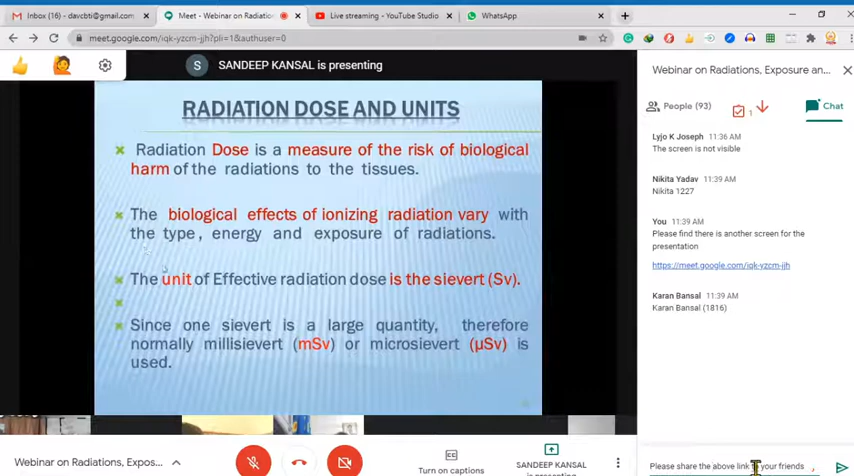 Inbox (16) - davcbti@gmail.com
Meet - Webinar on Radiation
Live streaming - YouTube Studio
WhatsApp
meet.google.com/iqk-yzcm-jjh?pli=1&authuser=0
S SANDEEP KANSAL is presenting
Webinar on Radiations, Exposure an...
People (93)
1
Chat
RADIATION DOSE AND UNITS
Radiation Dose is a measure of the risk of biological
harm of the radiations to the tissues.
The biological effects of ionizing radiation vary with
the type, energy and exposure of radiations.
The unit of Effective radiation dose is the sievert (Sv).
Since one sievert is a large quantity, therefore
normally millisievert (mSv) or microsievert (µSv) is
used.
Lyjo K Joseph 11:36 AM
The screen is not visible
Nikita Yadav 11:39 AM
Nikita 1227
You 11:39 AM
Please find there is another screen for the
presentation
https://meet.google.com/iqk-yzcm-jjh
Karan Bansal 11:39 AM
Karan Bansal (1816)
Please share the above link to your friends
Webinar on Radiations, Expos...
Turn on captions
SANDEEP KANSAL
is presenting